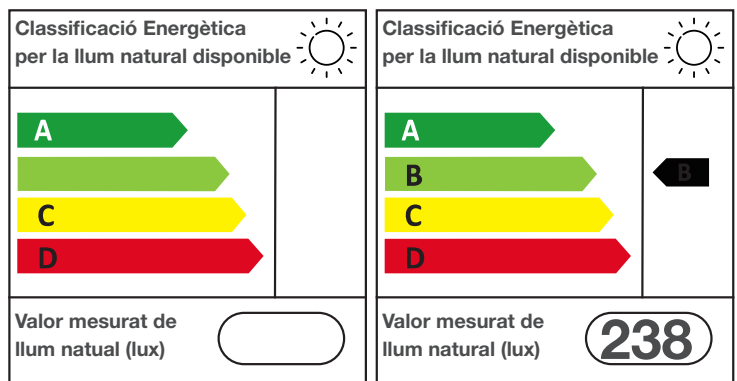 Classificació Energètica
per la llum natural disponible
A
C
D
Valor mesurat de
llum natual (lux)
Classificació Energètica
per la llum natural disponible
A
B
B
C
D
Valor mesurat de
llum natural (lux)
238